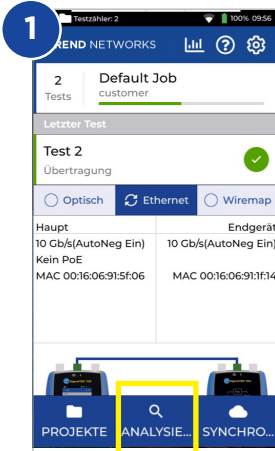 1
Testzähler: 2
100% 09:56
REND NETWORKS
2
Tests
Default Job
customer
Letzter Test
Test 2
Übertragung
Optisch
Ethernet
Wiremap
Haupt
Endgerät
10 Gb/s(AutoNeg Ein)
10 Gb/s(AutoNeg Ein)
Kein PoE
MAC 00:16:06:91:5f:06
MAC 00:16:06:91:1f:14
PROJEKTE
ANALYSIE...
SYNCHRO...